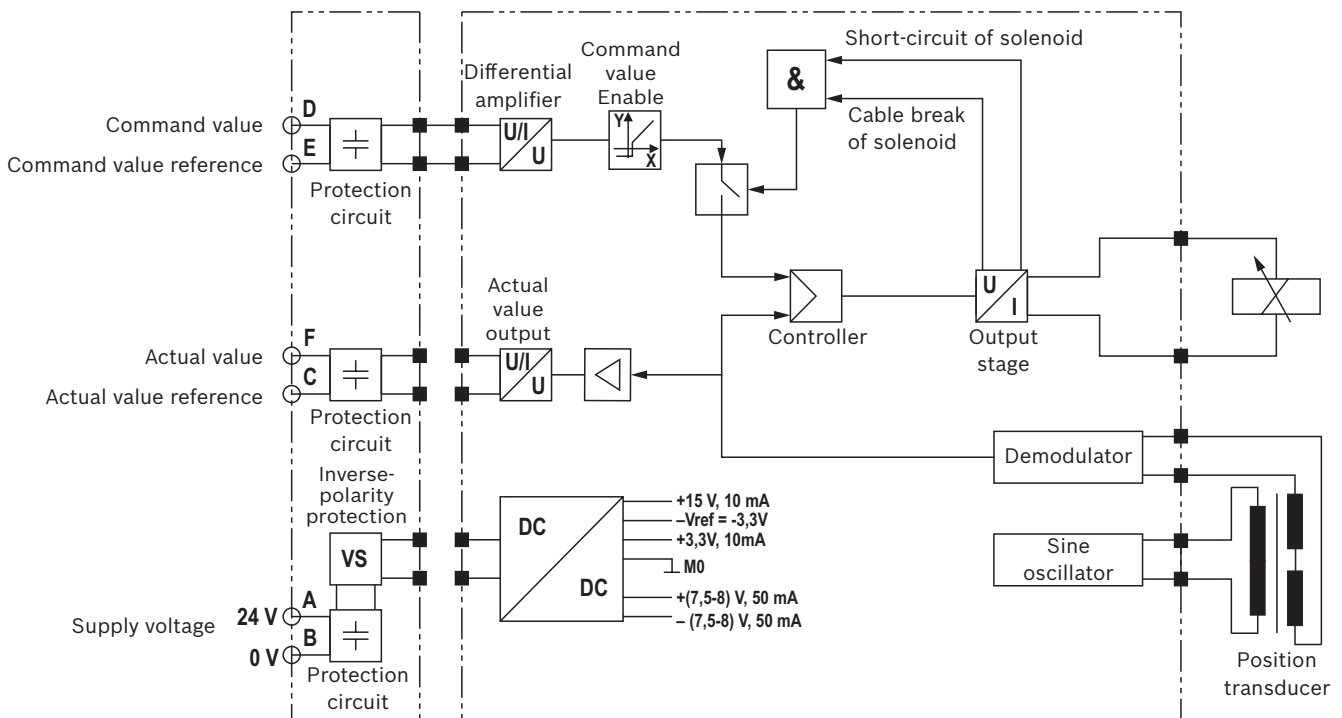 Short-circuit of solenoid
Command
value
Enable
Differential
amplifier
&
Cable break
of solenoid
D
Command value
E
Command value reference
U/I
U
Y
X
Protection
circuit
Actual
value
output
U
I
Controller
Output
stage
F
Actual value
C
Actual value reference
U/I
U
Protection
circuit
Demodulator
Inverse-
polarity
protection
VS
DC
DC
+15 V, 10 mA
–Vref = -3,3V
+3,3V, 10mA
M0
+(7,5-8) V, 50 mA
– (7,5-8) V, 50 mA
Sine
oscillator
Supply voltage
24 V
A
B
0 V
Protection
circuit
Position
transducer